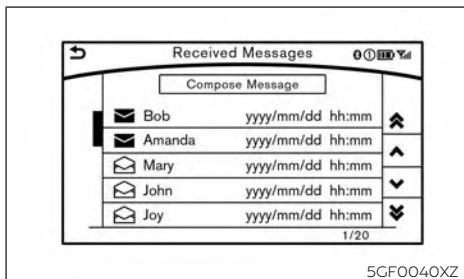 Received Messages
Compose Message
Bob yyyy/mm/dd hh:mm
Amanda yyyy/mm/dd hh:mm
Mary yyyy/mm/dd hh:mm
John yyyy/mm/dd hh:mm
Joy yyyy/mm/dd hh:mm
1/20
5GF0040XZ